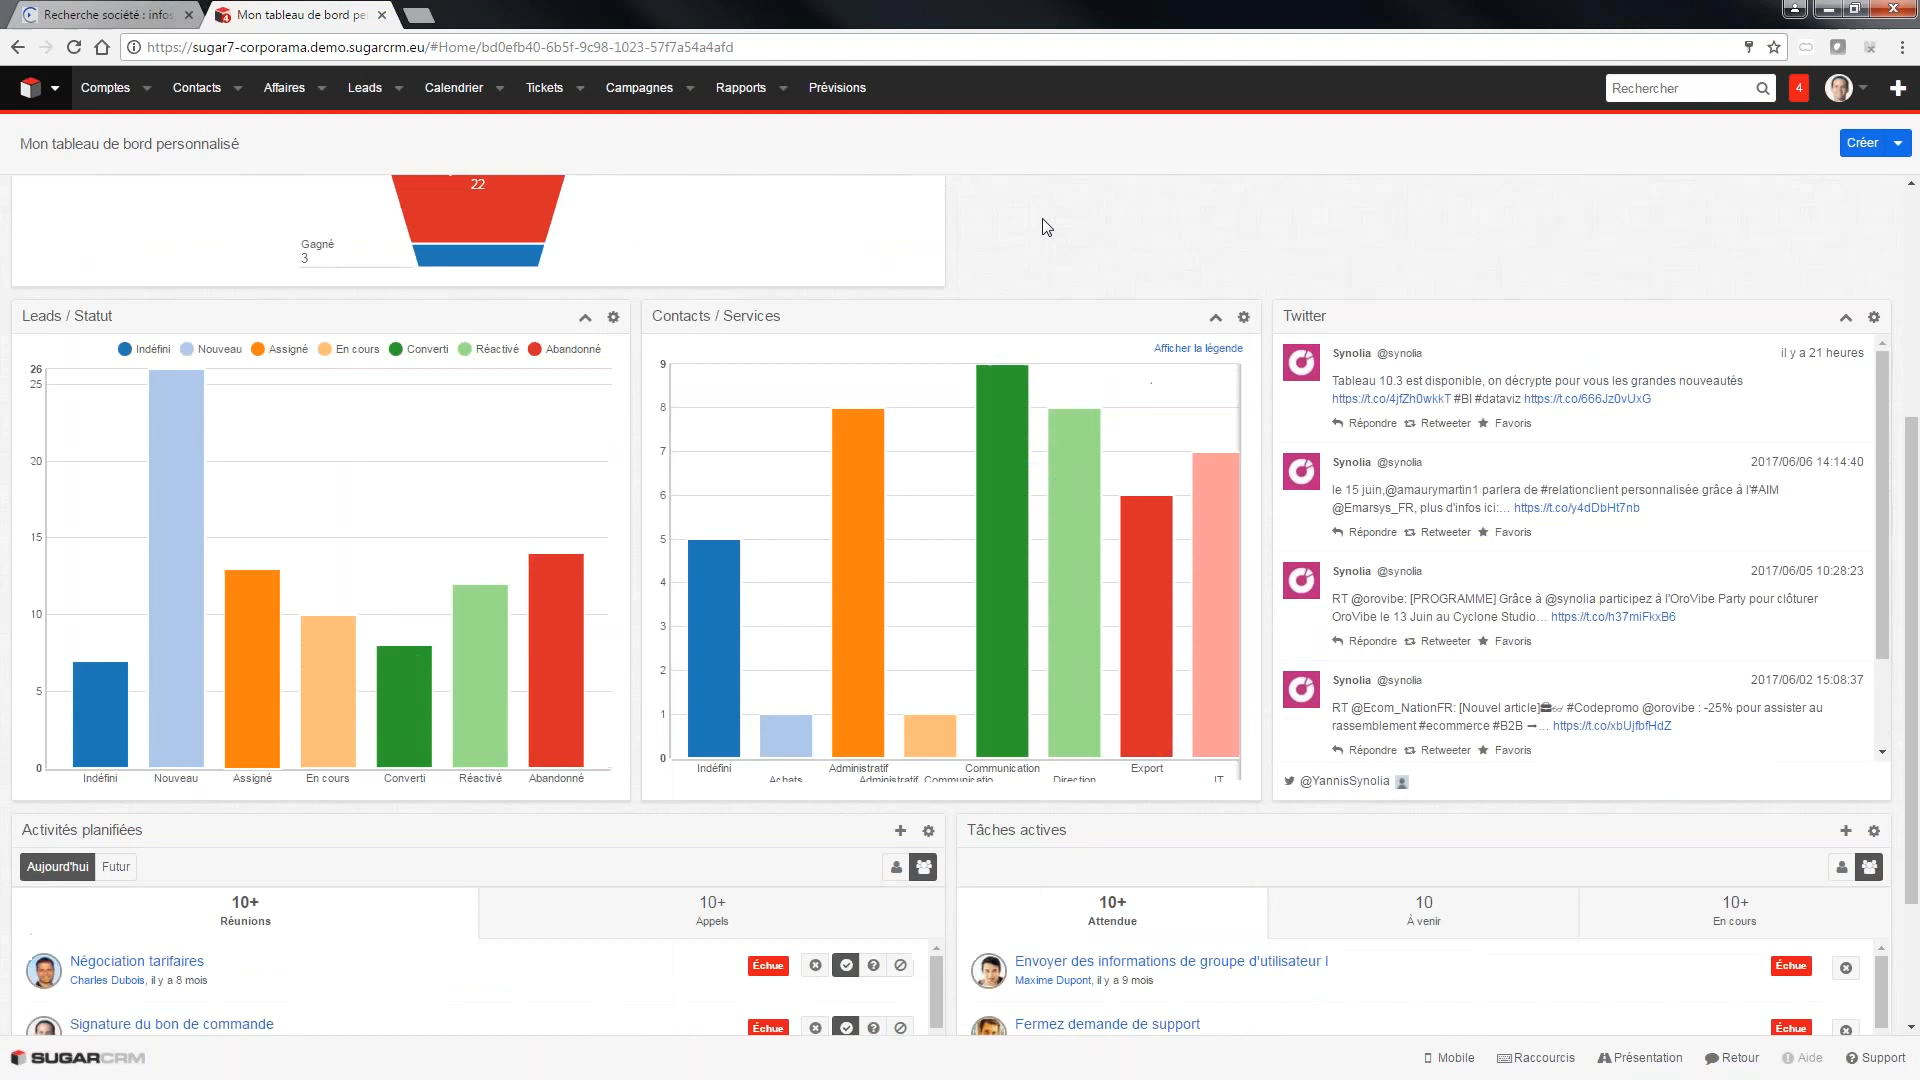 Recherche société : infos
Mon tableau de bord pe
https://sugar7-corporama.demo.sugarcrm.eu/#Home/bd0efb40-6b5f-9c98-1023-57f7a54a4afd
Comptes Contacts Affaires Leads Calendrier Tickets Campagnes Rapports Prévisions
Rechercher
4
Mon tableau de bord personnalisé
Créer
22
Gagné
3
Leads / Statut
Indéfini Nouveau Assigné En cours Converti Réactivé Abandonné
26
25
20
15
10
5
0
Indéfini Nouveau Assigné En cours Converti Réactivé Abandonné
Contacts / Services
Afficher la légende
9
8
7
6
5
4
3
2
1
0
Indéfini Administratif Communication Export
Achats Administratif Communicatio Direction IT
Twitter
Synolia @synolia il y a 21 heures
Tableau 10.3 est disponible, on décrypte pour vous les grandes nouveautés
https://t.co/4jfZh0wkkT #BI #dataviz https://t.co/666Jz0vUxG
Répondre Retweeter Favoris
Synolia @synolia 2017/06/06 14:14:40
le 15 juin,@amaurymartin1 parlera de #relationclient personnalisée grâce à l'#AIM
@Emarsys_FR, plus d'infos ici:… https://t.co/y4dDbHt7nb
Répondre Retweeter Favoris
Synolia @synolia 2017/06/05 10:28:23
RT @orovibe: [PROGRAMME] Grâce à @synolia participez à l'OroVibe Party pour clôturer
OroVibe le 13 Juin au Cyclone Studio… https://t.co/h37miFkxB6
Répondre Retweeter Favoris
Synolia @synolia 2017/06/02 15:08:37
RT @Ecom_NationFR: [Nouvel article] #Codepromo @orovibe : -25% pour assister au
rassemblement #ecommerce #B2B ➞… https://t.co/xbUjfbfHdZ
Répondre Retweeter Favoris
@YannisSynolia
Activités planifiées
Aujourd'hui Futur
10+ 10+
Réunions Appels
Négociation tarifaires Échue
Charles Dubois, il y a 8 mois
Signature du bon de commande Échue
Tâches actives
10+ 10 10+
Attendue À venir En cours
Envoyer des informations de groupe d'utilisateur I Échue
Maxime Dupont, il y a 9 mois
Fermez demande de support Échue
SUGARCRM
Mobile Raccourcis Présentation Retour Aide Support